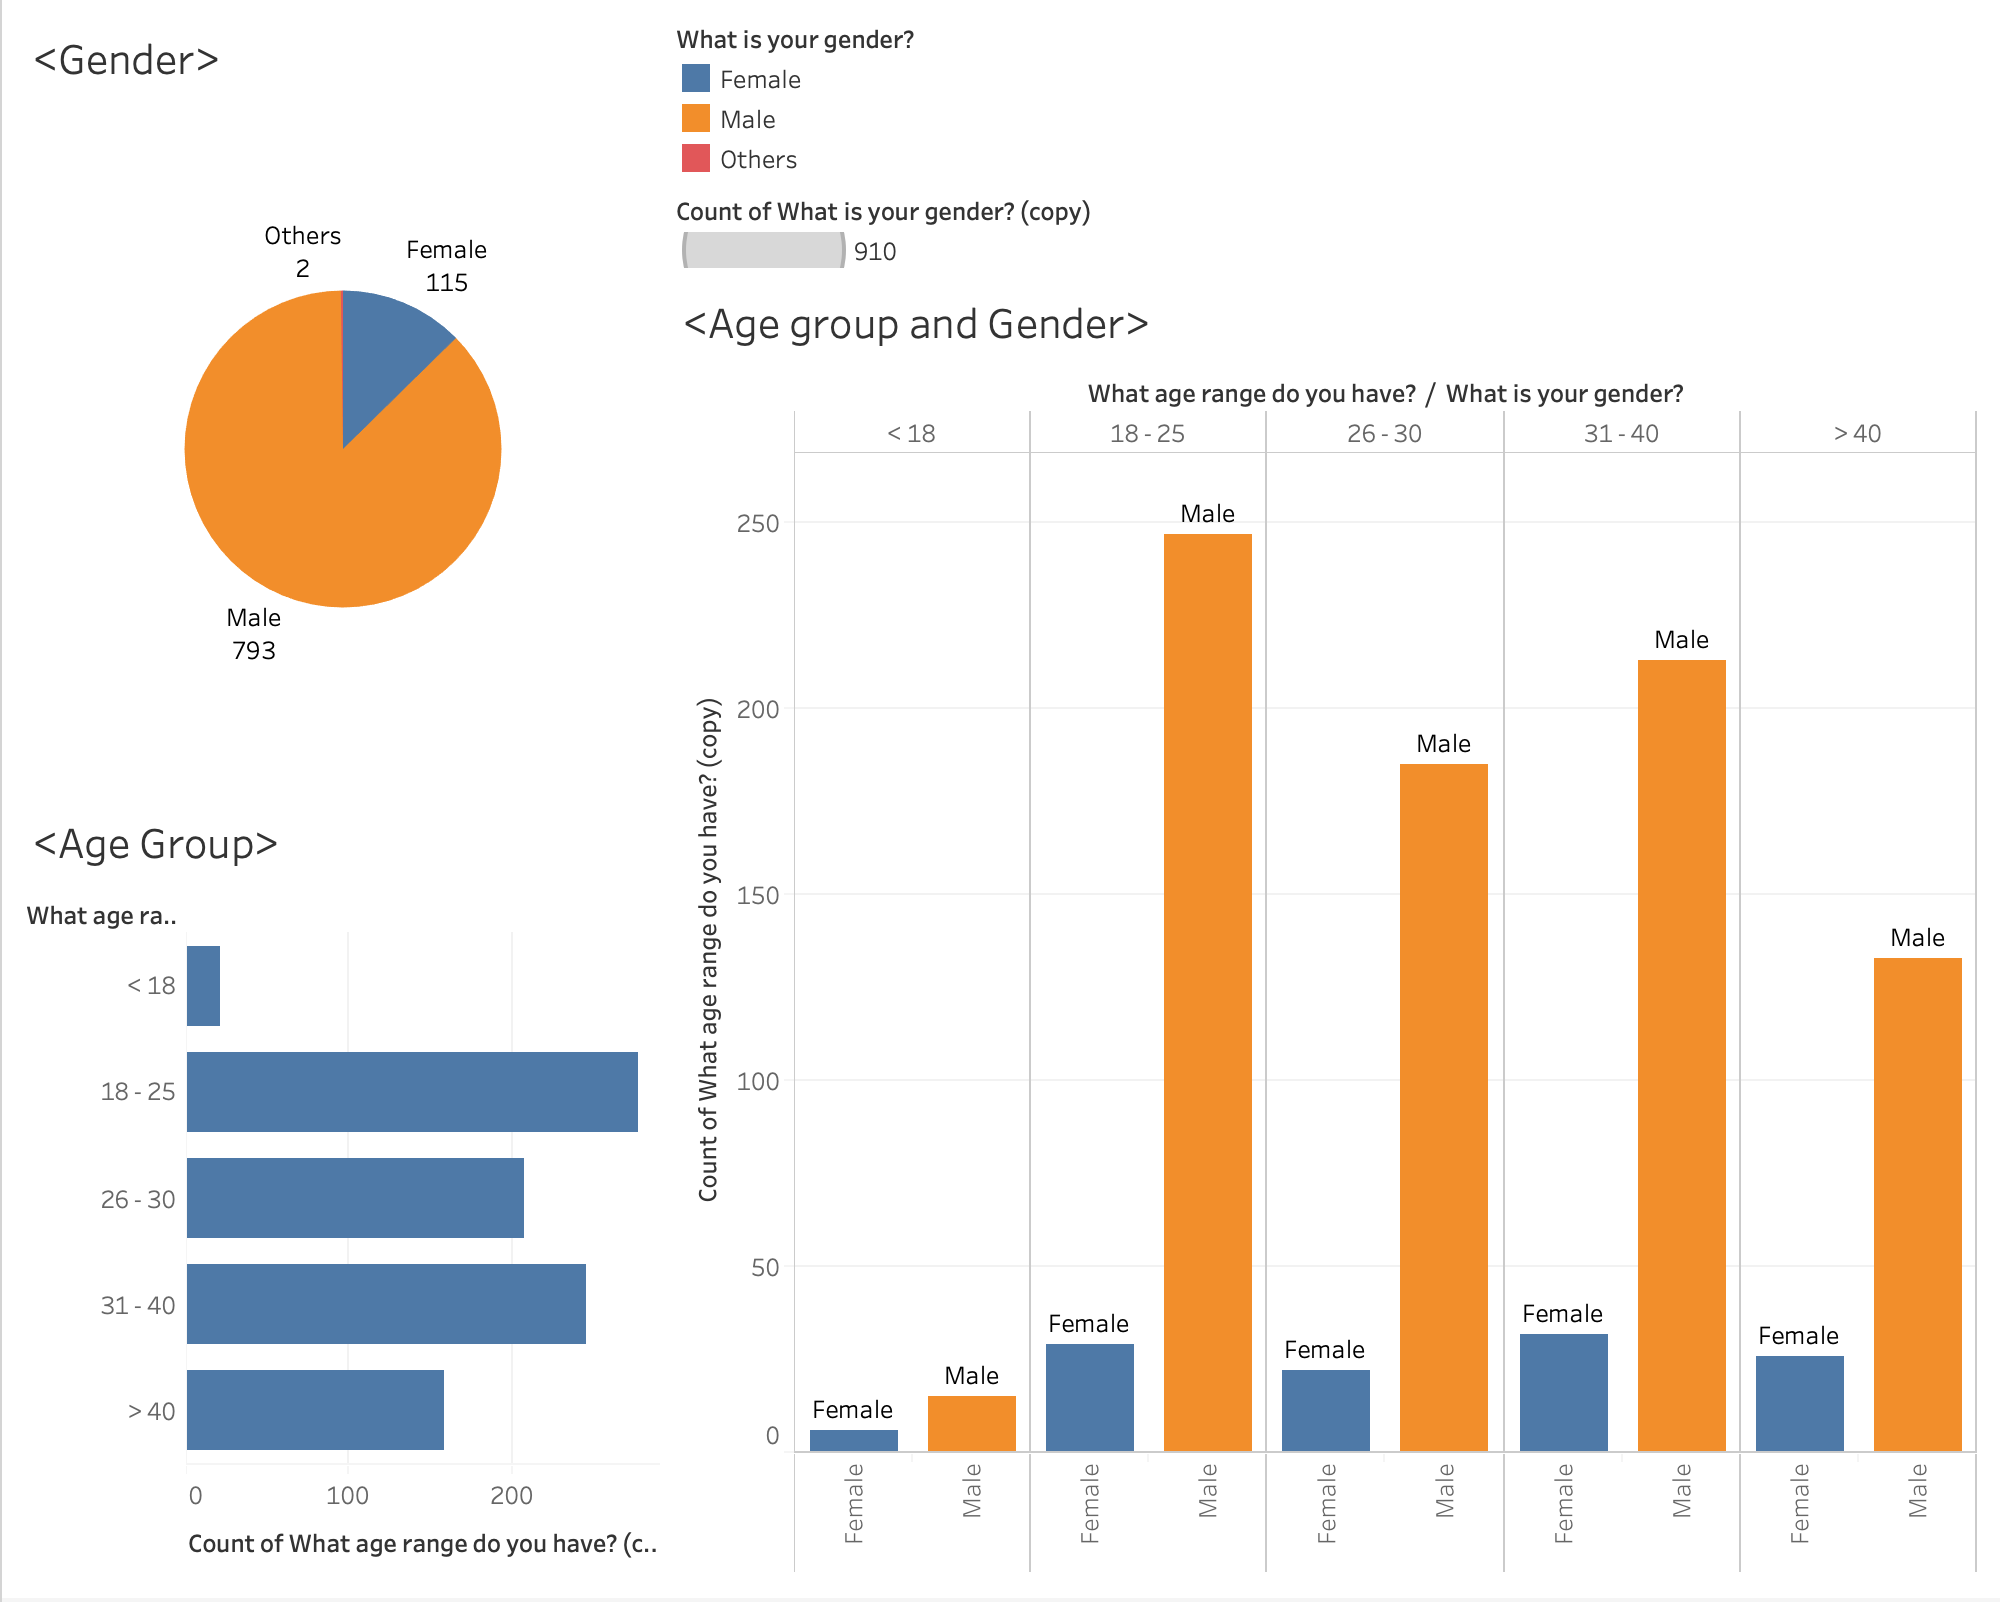 <Gender>
What is your gender?
Female
Male
Others
Count of What is your gender? (copy)
910
Others
2
Female
115
Male
793
<Age group and Gender>
What age range do you have? / What is your gender?
< 18
18 - 25
26 - 30
31 - 40
> 40
Count of What age range do you have? (copy)
250
200
150
100
50
0
Female
Male
Female
Male
Female
Male
Female
Male
Female
Male
Female
Male
Female
Male
Female
Male
Female
Male
Female
Male
<Age Group>
What age ra..
< 18
18 - 25
26 - 30
31 - 40
> 40
0
100
200
Count of What age range do you have? (c..